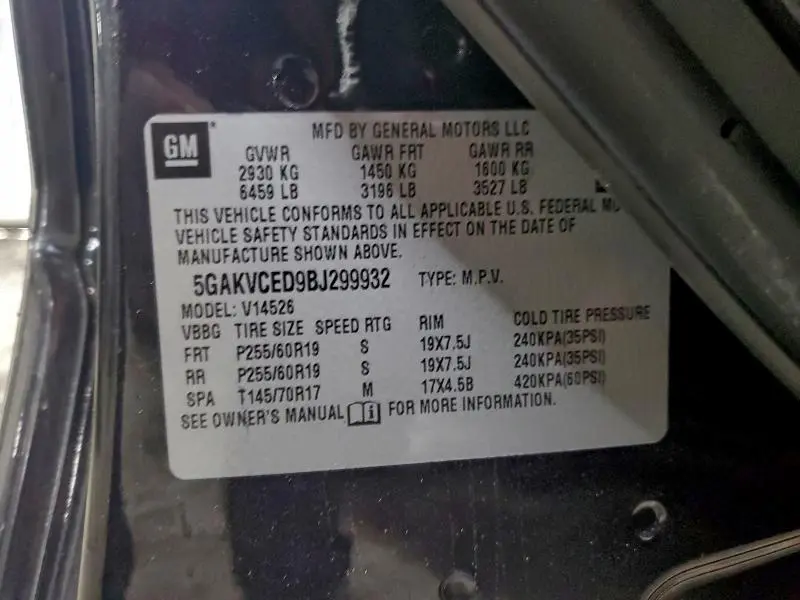 GM
MFD BY GENERAL MOTORS LLC
GVWR GAWR FRT GAWR RR
2930 KG 1450 KG 1600 KG
6459 LB 3196 LB 3527 LB
THIS VEHICLE CONFORMS TO ALL APPLICABLE U.S. FEDERAL
VEHICLE SAFETY STANDARDS IN EFFECT ON THE DATE OF
MANUFACTURE SHOWN ABOVE.
5GAKVCED9BJ299932 TYPE: M.P.V.
MODEL: V14526
VBBG TIRE SIZE SPEED RTG RIM COLD TIRE PRESSURE
FRT P255/60R19 S 19X7.5J 240KPA(35PSI)
RR P255/60R19 S 19X7.5J 240KPA(35PSI)
SPA T145/70R17 M 17X4.5B 420KPA(60PSI)
SEE OWNER'S MANUAL FOR MORE INFORMATION.